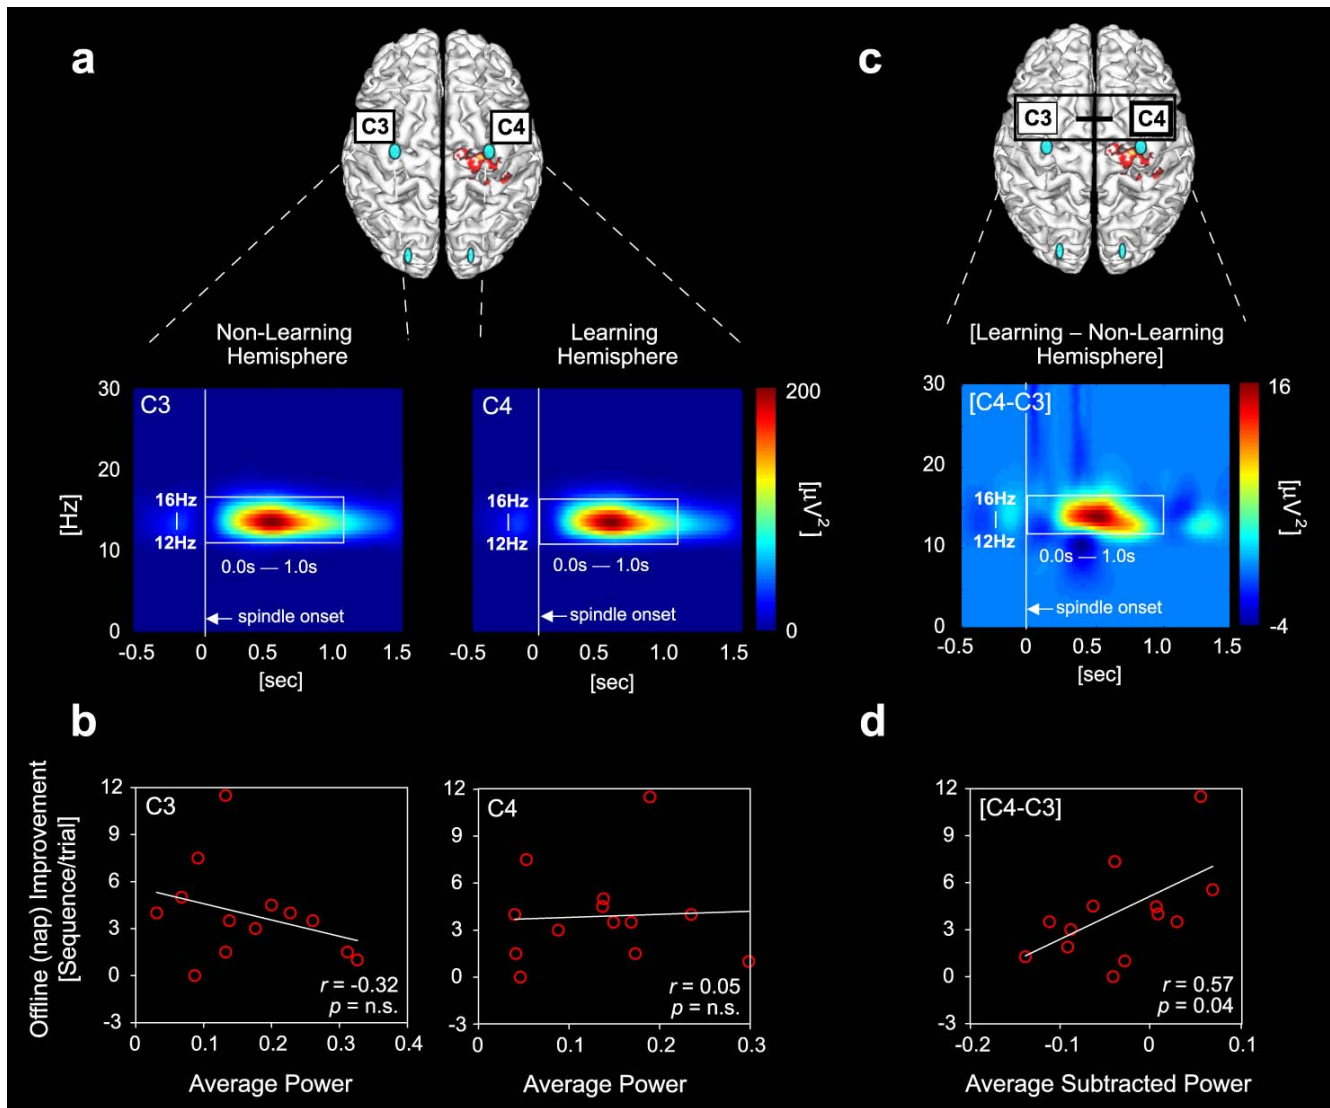 a
C3
C4
c
C3
C4
Non-Learning
Hemisphere
Learning
Hemisphere
[Learning – Non-Learning
Hemisphere]
30
20
10
0
[Hz]
C3
16Hz
12Hz
0.0s — 1.0s
spindle onset
-0.5
0
0.5
1.0
1.5
[sec]
C4
16Hz
12Hz
0.0s — 1.0s
spindle onset
-0.5
0
0.5
1.0
1.5
[sec]
200
[µV²]
0
30
20
10
0
[C4-C3]
16Hz
12Hz
0.0s — 1.0s
spindle onset
-0.5
0
0.5
1.0
1.5
[sec]
16
[µV²]
-4
b
Offline (nap) Improvement
[Sequence/trial)
12
9
6
3
0
-3
C3
r = -0.32
p = n.s.
0
0.1
0.2
0.3
0.4
Average Power
12
9
6
3
0
-3
C4
r = 0.05
p = n.s.
0
0.1
0.2
0.3
Average Power
d
12
9
6
3
0
-3
[C4-C3]
r = 0.57
p = 0.04
-0.2
-0.1
0
0.1
Average Subtracted Power